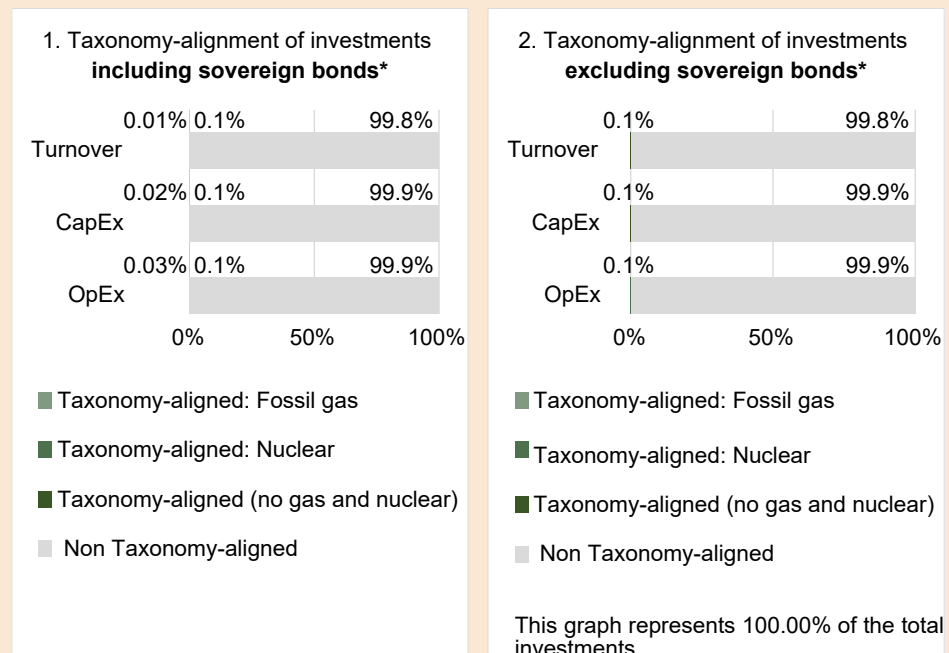 1. Taxonomy-alignment of investments
including sovereign bonds*
0.01% 0.1% 99.8%
Turnover
0.02% 0.1% 99.9%
CapEx
0.03% 0.1% 99.9%
OpEx
0% 50% 100%
Taxonomy-aligned: Fossil gas
Taxonomy-aligned: Nuclear
Taxonomy-aligned (no gas and nuclear)
Non Taxonomy-aligned
2. Taxonomy-alignment of investments
excluding sovereign bonds*
0.1% 99.8%
Turnover
0.1% 99.9%
CapEx
0.1% 99.9%
OpEx
0% 50% 100%
Taxonomy-aligned: Fossil gas
Taxonomy-aligned: Nuclear
Taxonomy-aligned (no gas and nuclear)
Non Taxonomy-aligned
This graph represents 100.00% of the total
investments